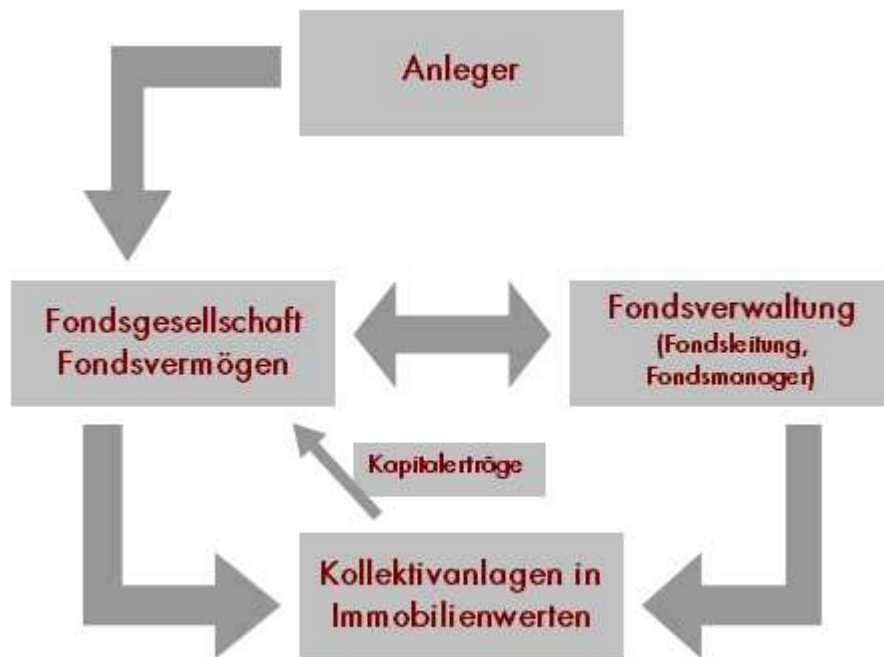 Anleger
Fondsgesellschaft
Fondsvermögen
Fondsverwaltung
(Fondsleitung,
Fondsmanager)
Kapitalerträge
Kollektivanlagen in
Immobilienwerten